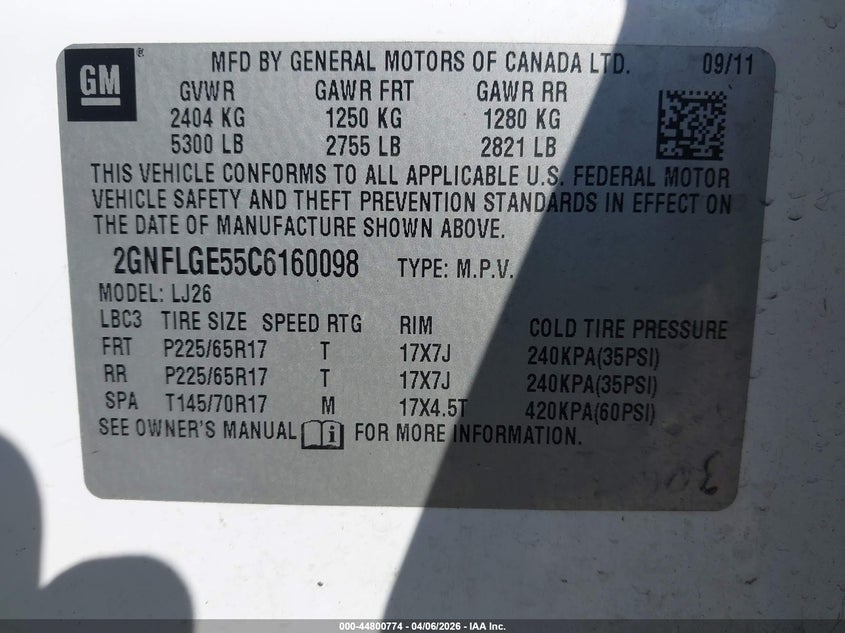 GM® MFD BY GENERAL MOTORS OF CANADA LTD. 09/11
GVWR GAWR FRT GAWR RR
2404 KG 1250 KG 1280 KG
5300 LB 2755 LB 2821 LB
THIS VEHICLE CONFORMS TO ALL APPLICABLE U.S. FEDERAL MOTOR
VEHICLE SAFETY AND THEFT PREVENTION STANDARDS IN EFFECT ON
THE DATE OF MANUFACTURE SHOWN ABOVE.
2GNFLGE55C6160098 TYPE: M.P.V.
MODEL: LJ26
LBC3 TIRE SIZE SPEED RTG RIM COLD TIRE PRESSURE
FRT P225/65R17 T 17X7J 240KPA(35PSI)
RR P225/65R17 T 17X7J 240KPA(35PSI)
SPA T145/70R17 M 17X4.5T 420KPA(60PSI)
SEE OWNER'S MANUAL i FOR MORE INFORMATION.
000-44800774 - 04/06/2026 - IAA Inc.